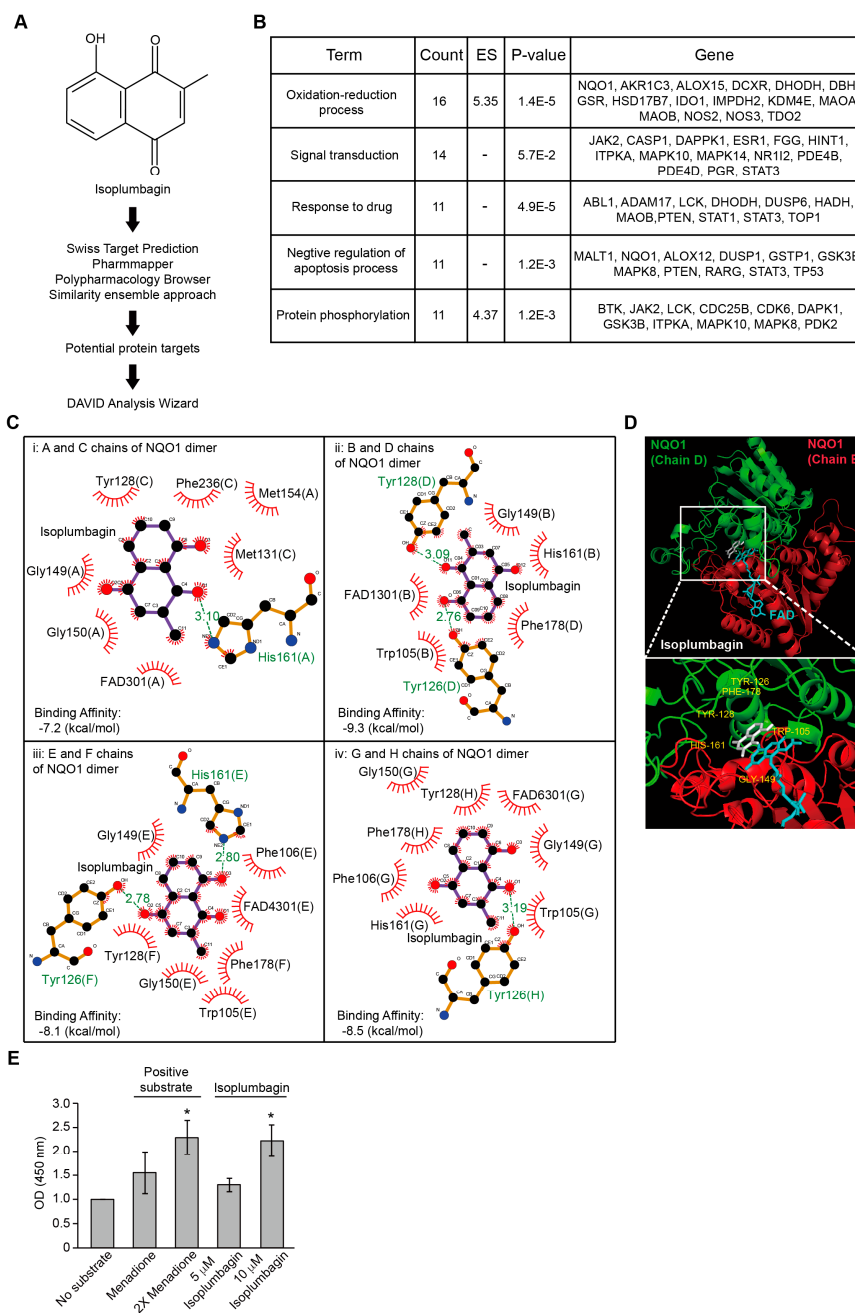 A
OH
O
O
Isoplumbagin
Swiss Target Prediction
Pharmmapper
Polypharmacology Browser
Similarity ensemble approach
Potential protein targets
DAVID Analysis Wizard
B
Term Count ES P-value Gene
Oxidation-reduction
process
16 5.35 1.4E-5
NQO1, AKR1C3, ALOX15, DCXR, DHODH, DBH
GSR, HSD17B7, IDO1, IMPDH2, KDM4E, MAOA
MAOB, NOS2, NOS3, TDO2
Signal transduction 14 - 5.7E-2
JAK2, CASP1, DAPPK1, ESR1, FGG, HINT1,
ITPKA, MAPK10, MAPK14, NR1I2, PDE4B,
PDE4D, PGR, STAT3
Response to drug 11 - 4.9E-5
ABL1, ADAM17, LCK, DHODH, DUSP6, HADH,
MAOB,PTEN, STAT1, STAT3, TOP1
Negtive regulation of
apoptosis process
11 - 1.2E-3
MALT1, NQO1, ALOX12, DUSP1, GSTP1, GSK3B
MAPK8, PTEN, RARG, STAT3, TP53
Protein phosphorylation 11 4.37 1.2E-3
BTK, JAK2, LCK, CDC25B, CDK6, DAPK1,
GSK3B, ITPKA, MAPK10, MAPK8, PDK2
C
i: A and C chains of NQO1 dimer
Tyr128(C)
Phe236(C)
Met154(A)
Isoplumbagin
Met131(C)
Gly149(A)
3.10
Gly150(A)
His161(A)
FAD301(A)
Binding Affinity:
-7.2 (kcal/mol)
ii: B and D chains
of NQO1 dimer
Tyr128(D)
Gly149(B)
3.09
His161(B)
Isoplumbagin
FAD1301(B)
2.76
Phe178(D)
Trp105(B)
Tyr126(D)
Binding Affinity:
-9.3 (kcal/mol)
iii: E and F chains
of NQO1 dimer
His161(E)
Gly149(E)
2.80
Phe106(E)
Isoplumbagin
2.78
FAD4301(E)
Tyr128(F)
Phe178(F)
Tyr126(F)
Gly150(E)
Trp105(E)
Binding Affinity:
-8.1 (kcal/mol)
iv: G and H chains of NQO1 dimer
Gly150(G)
Tyr128(H)
FAD6301(G)
Phe178(H)
Gly149(G)
Phe106(G)
3.19
Trp105(G)
His161(G)
Isoplumbagin
Tyr126(H)
Binding Affinity:
-8.5 (kcal/mol)
D
NQO1
(Chain D)
NQO1
(Chain B
FAD
Isoplumbagin
TYR-126
PHE-178
TYR-128
TRP-105
HIS-161
GLY-149
E
Positive
substrate
Isoplumbagin
OD (450 nm)
3.0
2.5
2.0
1.5
1.0
0.5
0
* *
No substrate
Menadione
2X Menadione
5 μM
Isoplumbagin
10 μM
Isoplumbagin